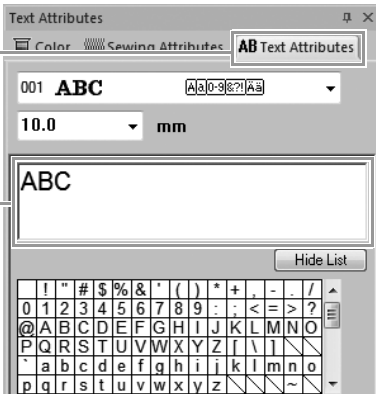 Text Attributes
Color Sewing Attributes AB Text Attributes
001 ABC A a 0-9 &?! Ää
10.0 mm
ABC
Hide List
! " # $ % & ' ( ) * + , - . /
0 1 2 3 4 5 6 7 8 9 : ; < = > ?
@ A B C D E F G H I J K L M N O
P Q R S T U V W X Y Z [ \ ]
` a b c d e f g h i j k l m n o
p q r s t u v w x y z ~